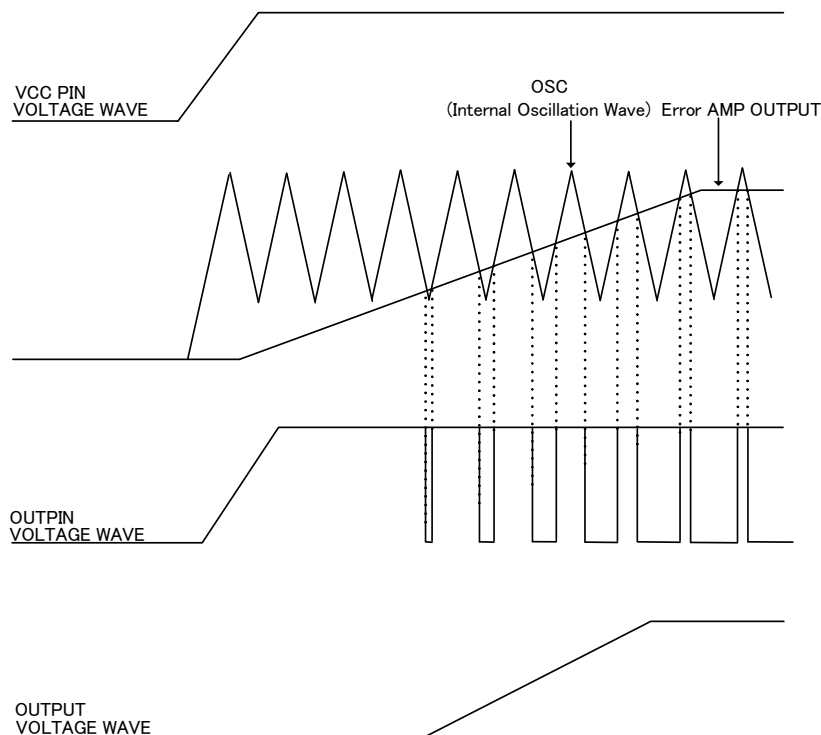 VCC PIN
VOLTAGE WAVE
OSC
(Internal Oscillation Wave) Error AMP OUTPUT
OUTPIN
VOLTAGE WAVE
OUTPUT
VOLTAGE WAVE